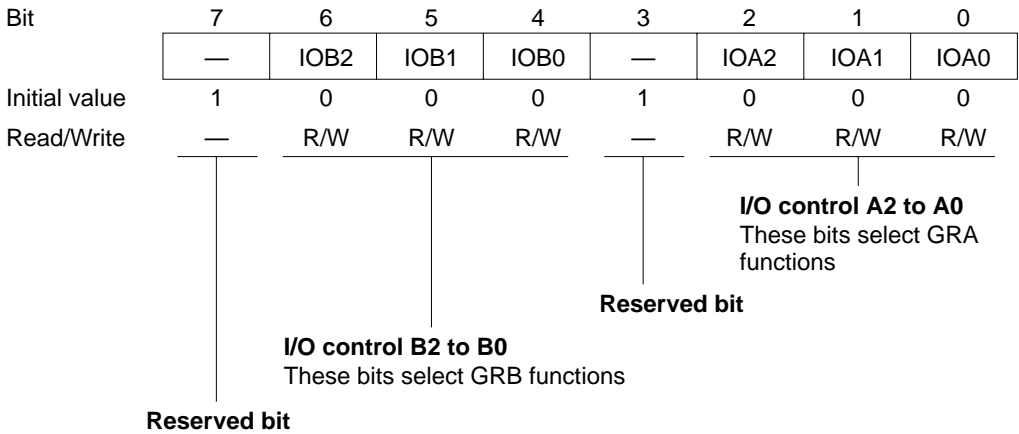 Bit 7 6 5 4 3 2 1 0
— IOB2 IOB1 IOB0 — IOA2 IOA1 IOA0
Initial value 1 0 0 0 1 0 0 0
Read/Write — R/W R/W R/W — R/W R/W R/W
I/O control A2 to A0
These bits select GRA
functions
Reserved bit
I/O control B2 to B0
These bits select GRB functions
Reserved bit